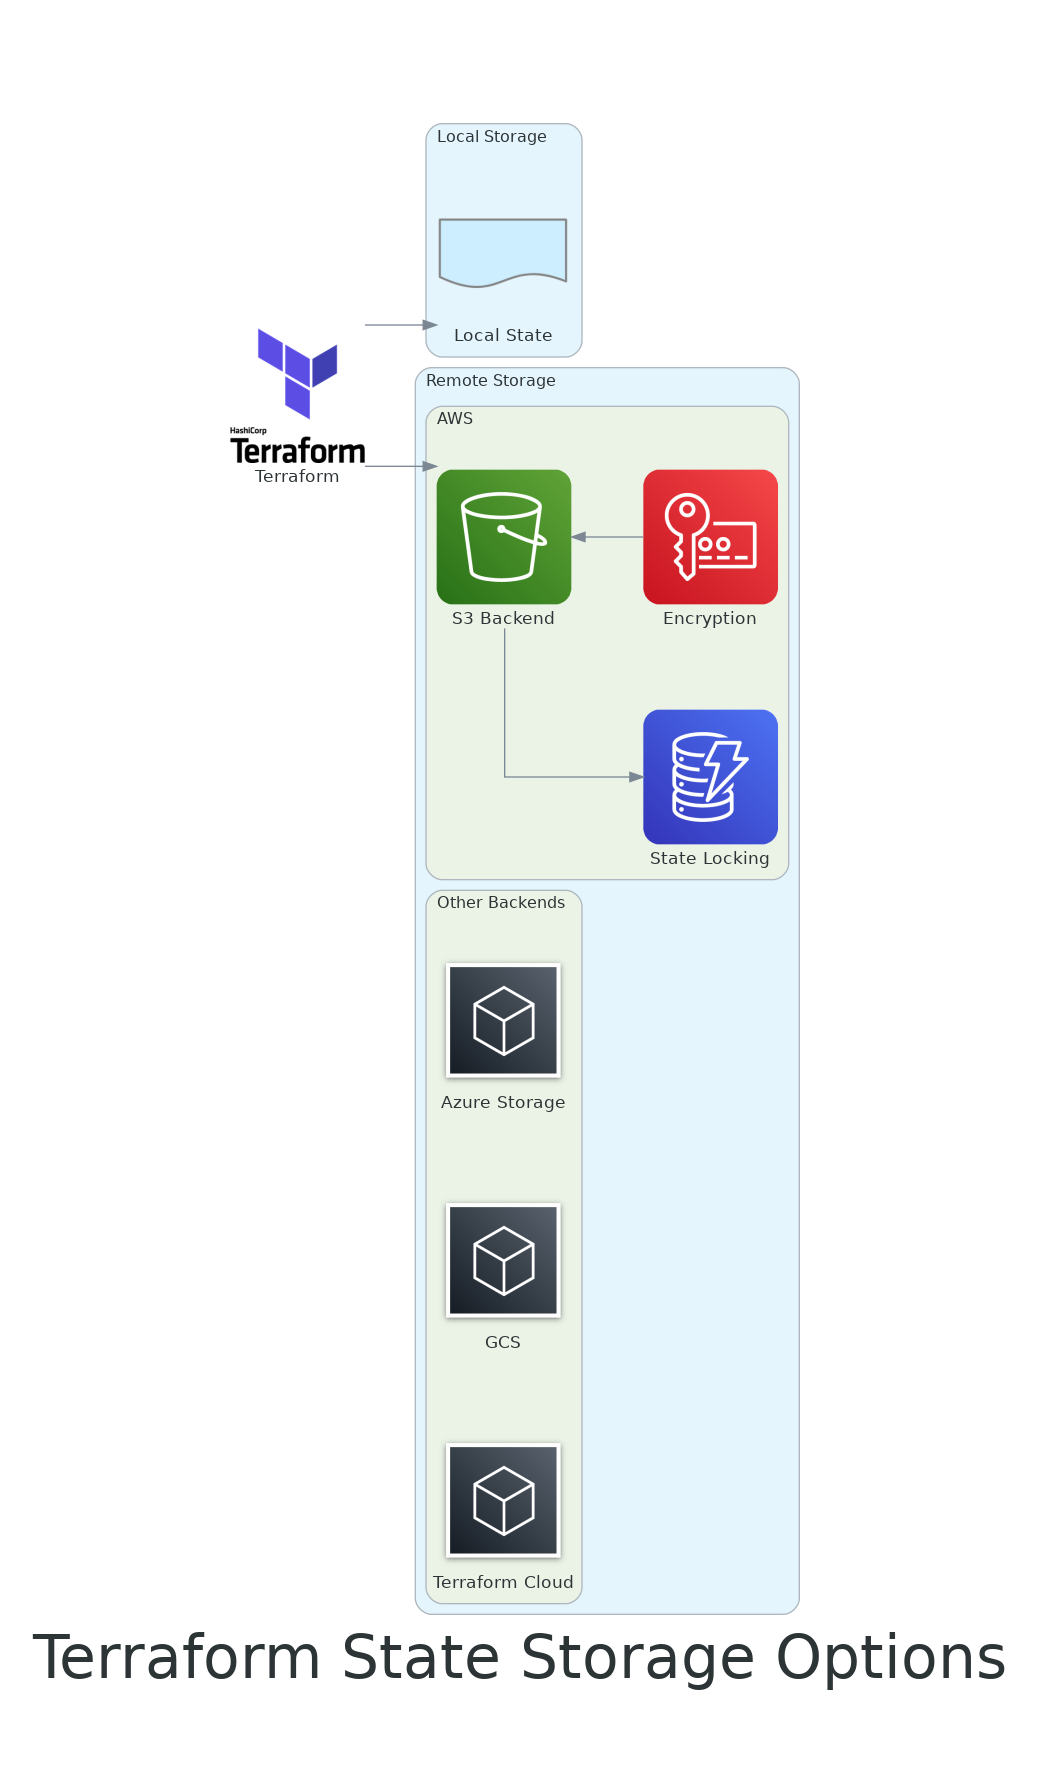 Local Storage
Local State
HashiCorp
Terraform
Terraform
Remote Storage
AWS
S3 Backend
Encryption
State Locking
Other Backends
Azure Storage
GCS
Terraform Cloud
Terraform State Storage Options